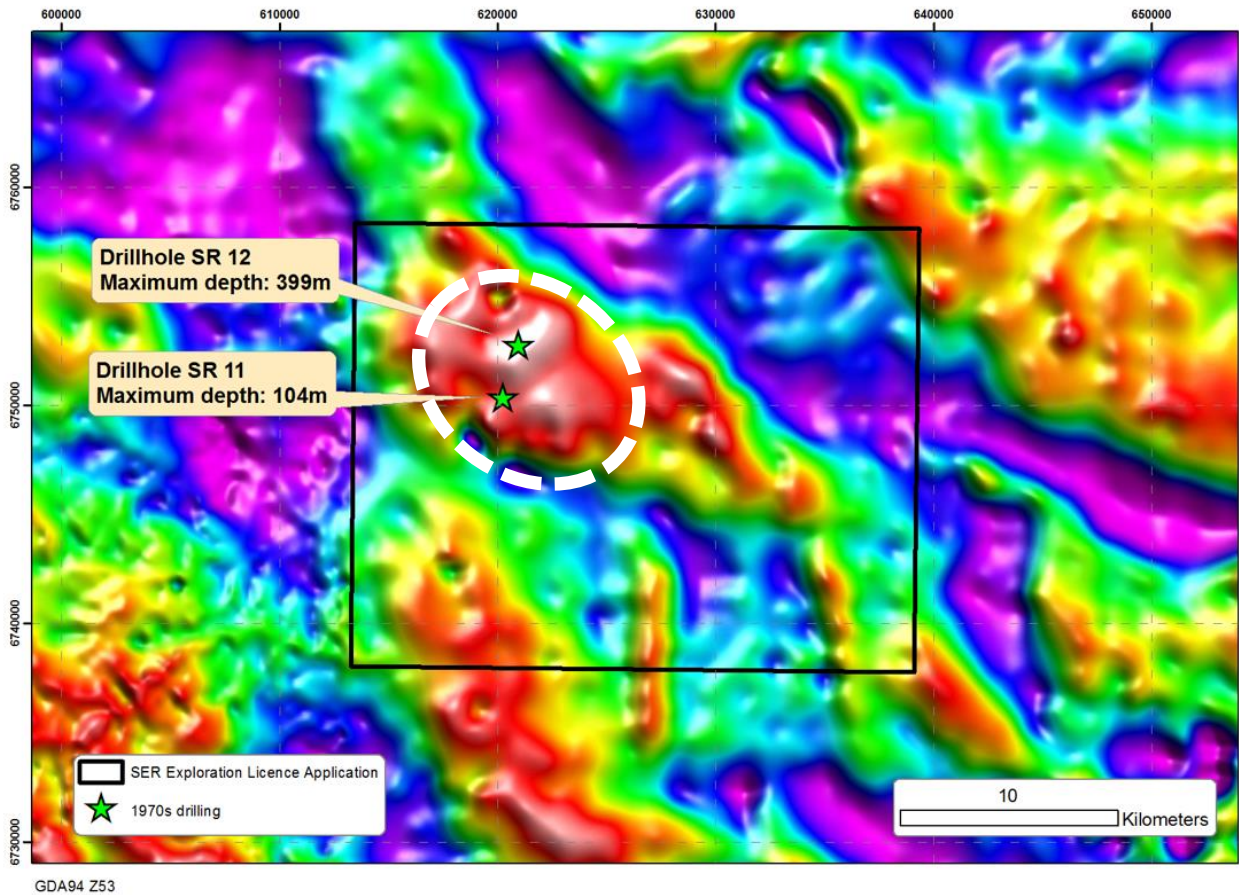 600000 610000 620000 630000 640000 650000
6760000
6750000
6740000
6730000
Drillhole SR 12
Maximum depth: 399m
Drillhole SR 11
Maximum depth: 104m
SER Exploration Licence Application
1970s drilling
10
Kilometers
GDA94 Z53